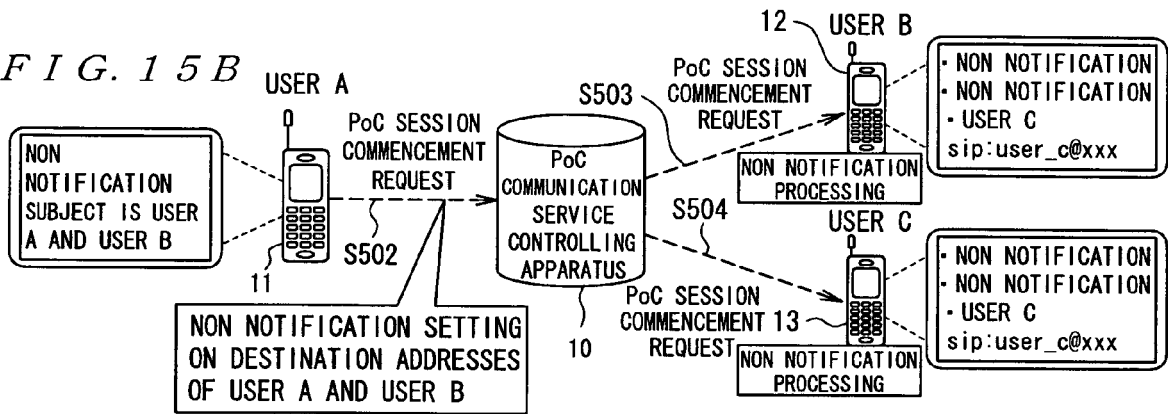 FIG. 15B
USER A
NON
NOTIFICATION
SUBJECT IS USER
A AND USER B
11
PoC SESSION
COMMENCEMENT
REQUEST
S502
NON NOTIFICATION SETTING
ON DESTINATION ADDRESSES
OF USER A AND USER B
PoC
COMMUNICATION
SERVICE
CONTROLLING
APPARATUS
10
S503
PoC SESSION
COMMENCEMENT
REQUEST
12
USER B
NON NOTIFICATION
PROCESSING
· NON NOTIFICATION
· NON NOTIFICATION
· USER C
sip:user_c@xxx
S504
PoC SESSION
COMMENCEMENT
REQUEST
13
USER C
NON NOTIFICATION
PROCESSING
· NON NOTIFICATION
· NON NOTIFICATION
· USER C
sip:user_c@xxx